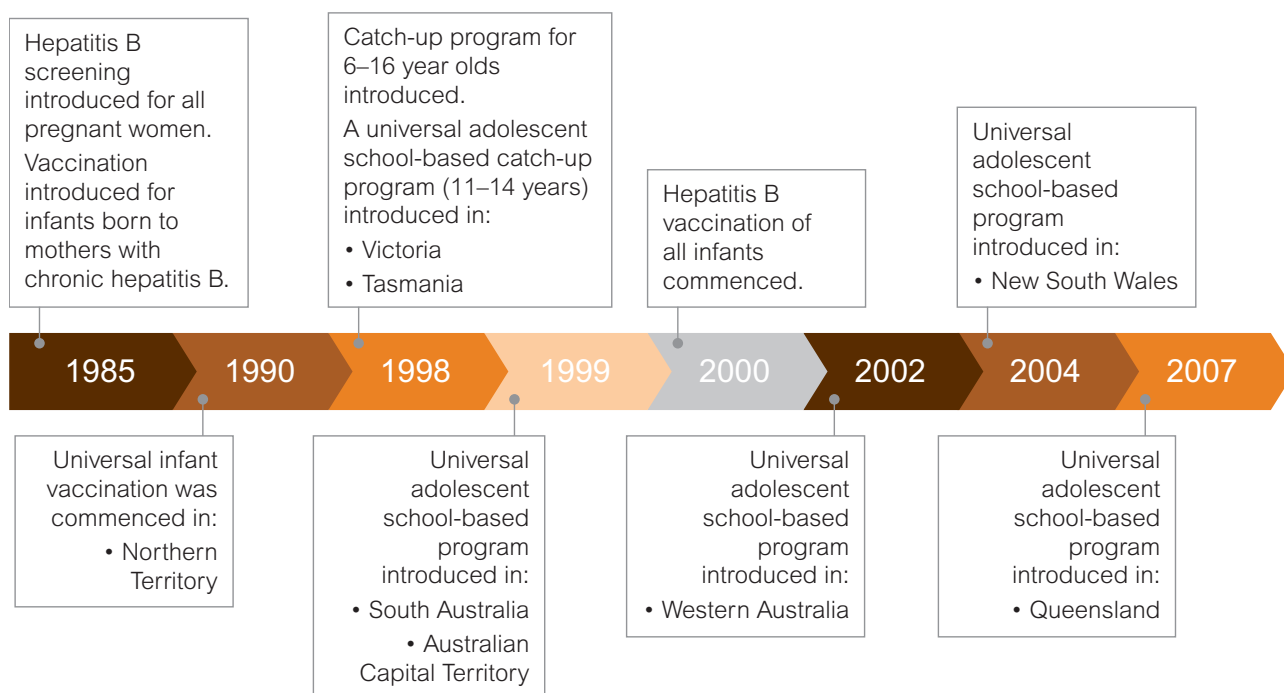 Hepatitis B
screening
introduced for all
pregnant women.
Vaccination
introduced for
infants born to
mothers with
chronic hepatitis B.
Catch-up program for
6–16 year olds
introduced.
A universal adolescent
school-based catch-up
program (11–14 years)
introduced in:
• Victoria
• Tasmania
Hepatitis B
vaccination of
all infants
commenced.
Universal
adolescent
school-based
program
introduced in:
• New South Wales
1985 1990 1998 1999 2000 2002 2004 2007
Universal infant
vaccination was
commenced in:
• Northern
Territory
Universal
adolescent
school-based
program
introduced in:
• South Australia
• Australian
Capital Territory
Universal
adolescent
school-based
program
introduced in:
• Western Australia
Universal
adolescent
school-based
program
introduced in:
• Queensland